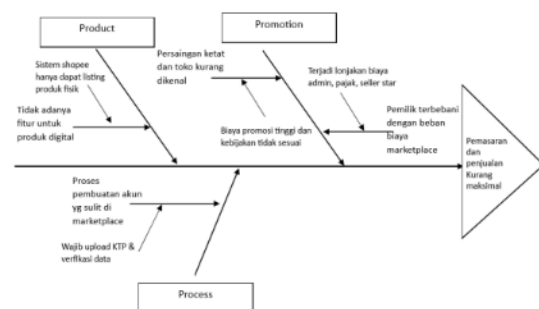 Product
Promotion
Sistem shopee
hanya dapat listing
produk fisik
Tidak adanya
fitur untuk
produk digital
Persaingan ketat
dan toko kurang
dikenal
Biaya promosi tinggi dan
kebijakan tidak sesuai
Terjadi lonjakan biaya
admin, pajak, seller star
Pemilik terbebani
dengan beban
biaya
marketplace
Pemasaran
dan
penjualan
Kurang
maksimal
Proses
pembuatan akun
yg sulit di
marketplace
Wajib upload KTP &
verfikasi data
Process